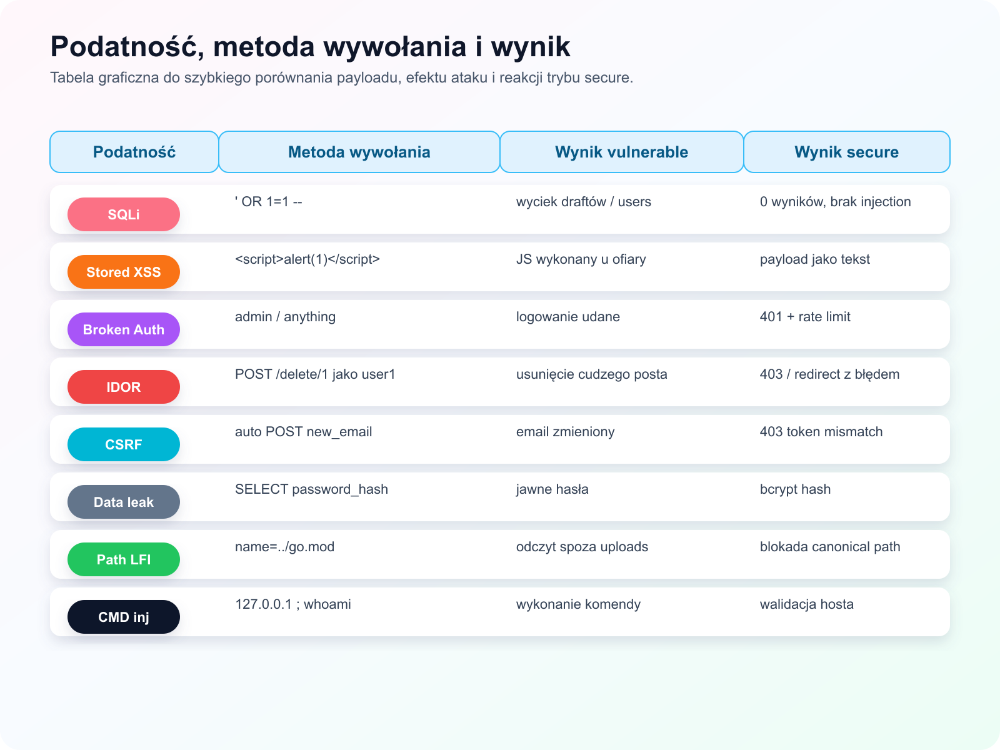 Podatność, metoda wywołania i wynik
Tabela graficzna do szybkiego porównania payloadu, efektu ataku i reakcji trybu secure.
Podatność Metoda wywołania Wynik vulnerable Wynik secure
SQLi ' OR 1=1 -- wyciek draftów / users 0 wyników, brak injection
Stored XSS <script>alert(1)</script> JS wykonany u ofiary payload jako tekst
Broken Auth admin / anything logowanie udane 401 + rate limit
IDOR POST /delete/1 jako user1 usunięcie cudzego posta 403 / redirect z błędem
CSRF auto POST new_email email zmieniony 403 token mismatch
Data leak SELECT password_hash jawne hasła bcrypt hash
Path LFI name=../go.mod odczyt spoza uploads blokada canonical path
CMD inj 127.0.0.1 ; whoami wykonanie komendy walidacja hosta